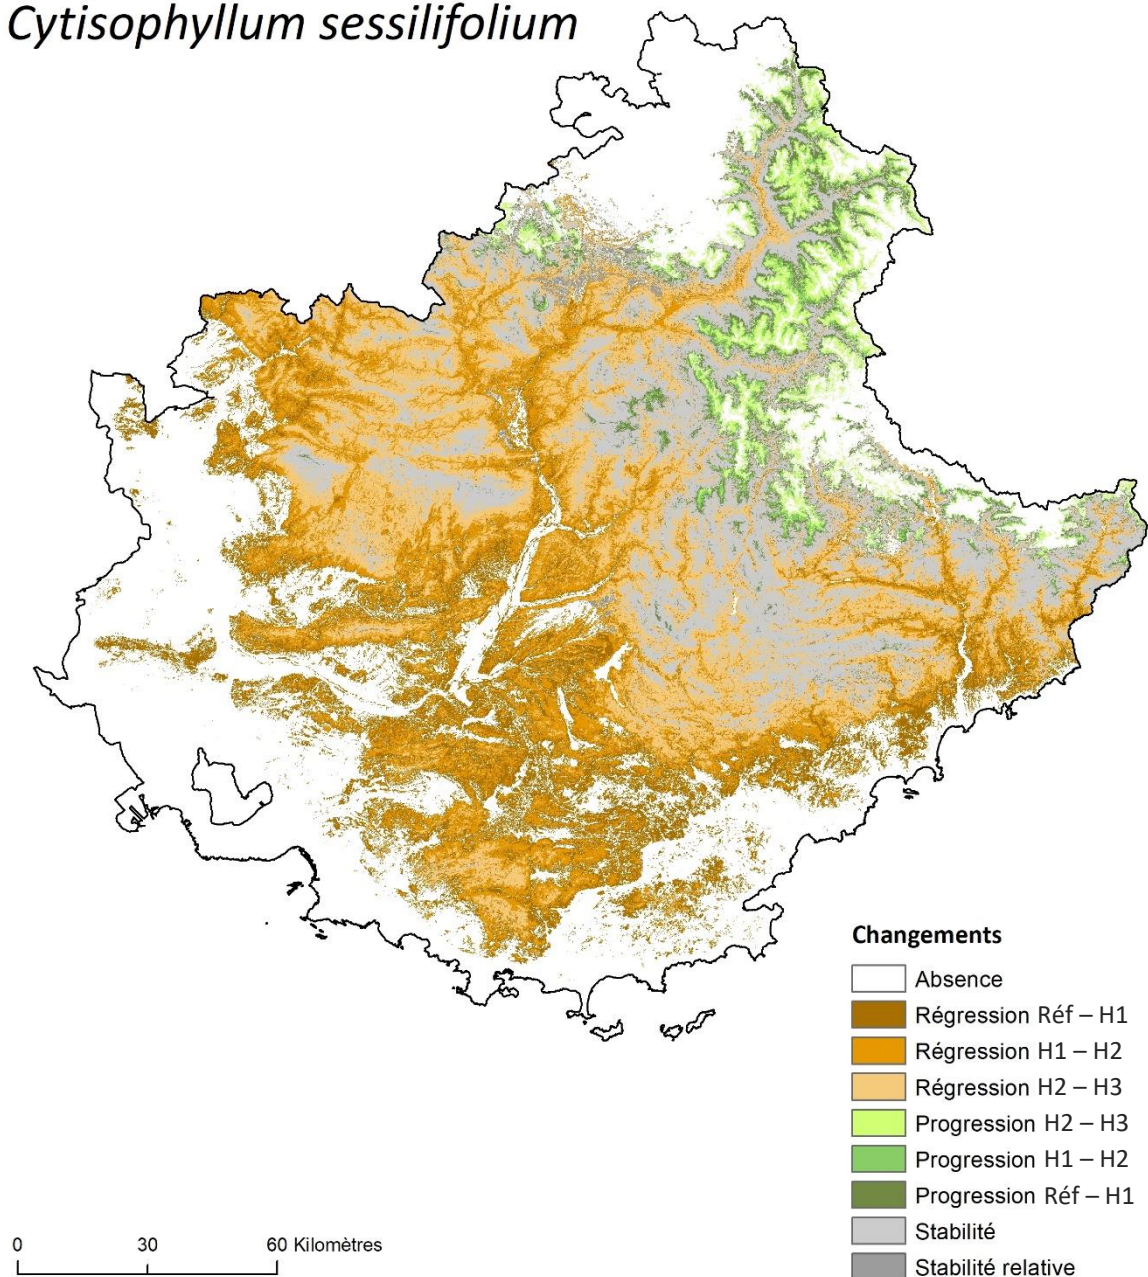 Cytisophyllum sessilifolium
Changements
Absence
Régression Réf – H1
Régression H1 – H2
Régression H2 – H3
Progression H2 – H3
Progression H1 – H2
Progression Réf – H1
Stabilité
Stabilité relative
0 30 60 Kilomètres